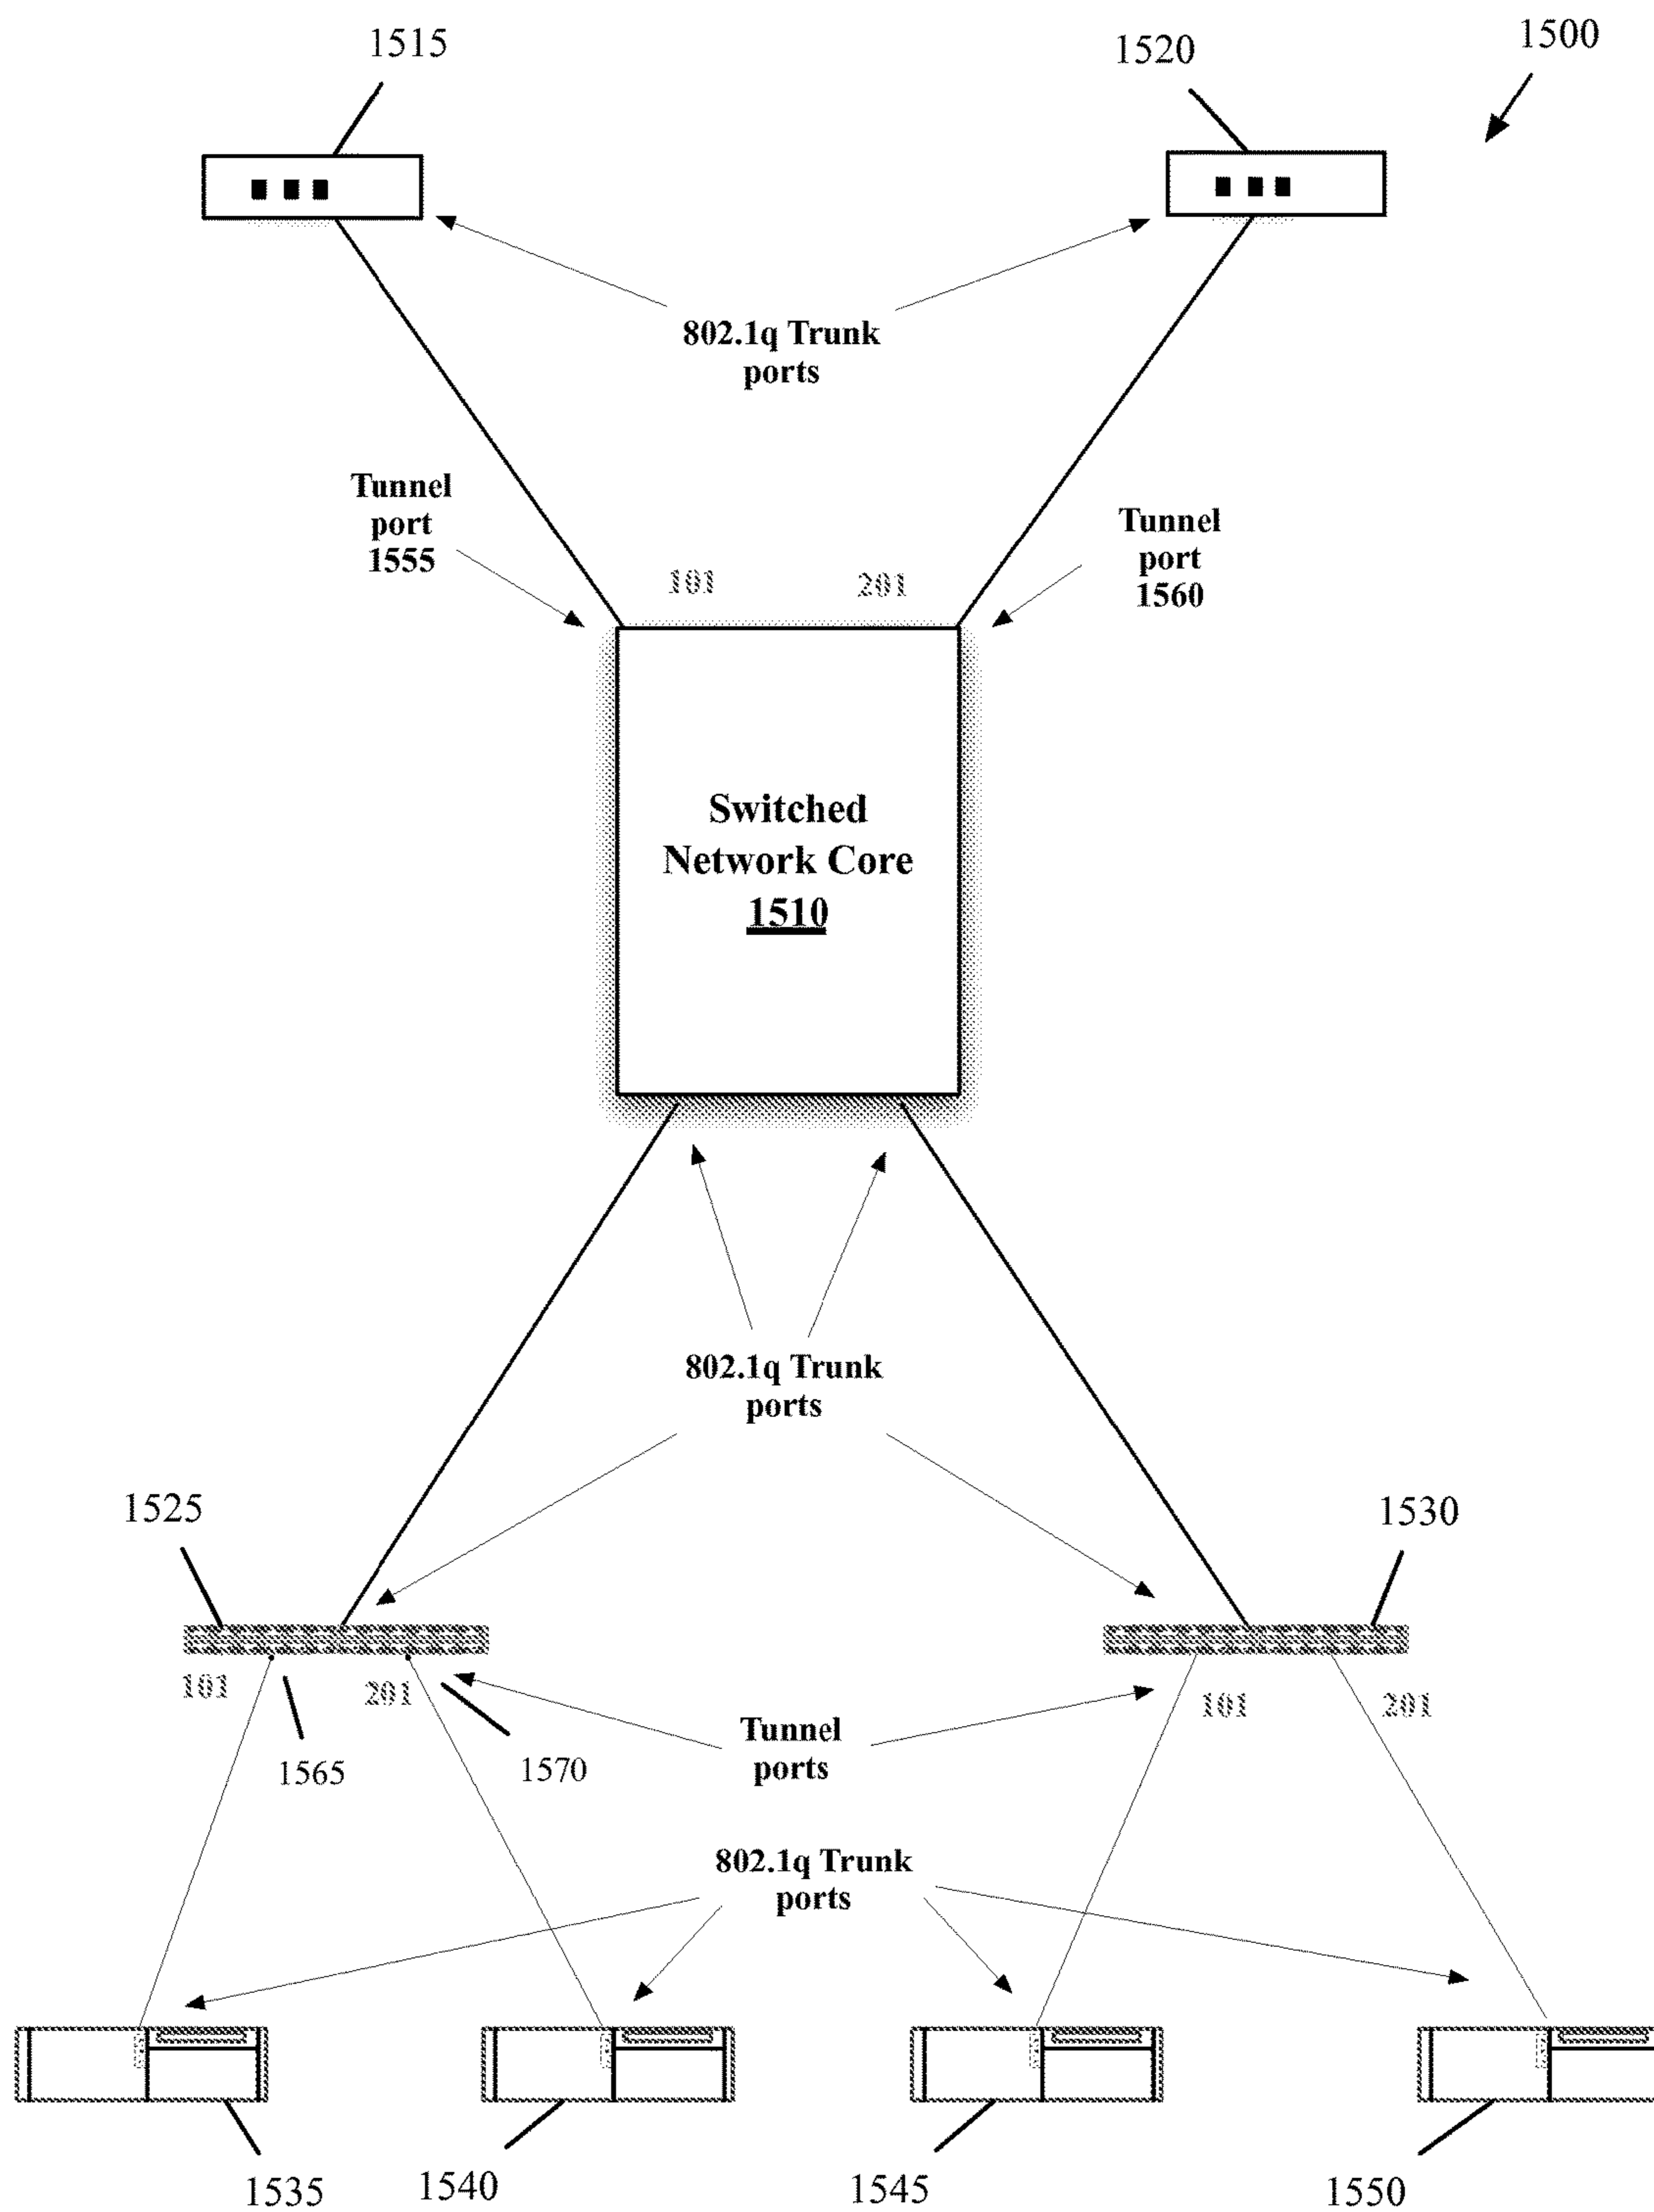 1515
1520
1500
802.1q Trunk
ports
Tunnel
port
1555
Tunnel
port
1560
101
201
Switched
Network Core
1510
802.1q Trunk
ports
1525
1530
101
201
1565
1570
Tunnel
ports
101
201
802.1q Trunk
ports
1535
1540
1545
1550